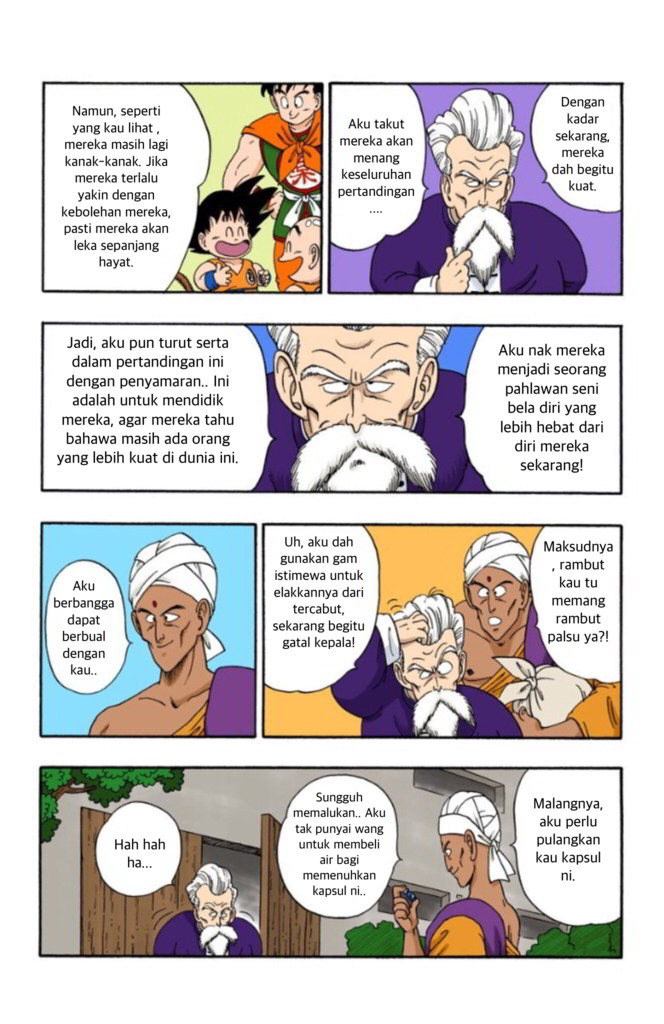 Dengan
kadar
sekarang,
mereka
dah begitu
kuat.
Aku takut
mereka akan
menang
keseluruhan
pertandingan
....
Namun, seperti
yang kau lihat ,
mereka masih lagi
kanak-kanak. Jika
mereka terlalu
yakin dengan
kebolehan mereka,
pasti mereka akan
leka sepanjang
hayat.
Aku nak mereka
menjadi seorang
pahlawan seni
bela diri yang
lebih hebat dari
diri mereka
sekarang!
Jadi, aku pun turut serta
dalam pertandingan ini
dengan penyamaran.. Ini
adalah untuk mendidik
mereka, agar mereka tahu
bahawa masih ada orang
yang lebih kuat di dunia ini.
Maksudnya
, rambut
kau tu
memang
rambut
palsu ya?!
Uh, aku dah
gunakan gam
istimewa untuk
elakkannya dari
tercabut,
sekarang begitu
gatal kepala!
Aku
berbangga
dapat
berbual
dengan
kau..
Malangnya,
aku perlu
pulangkan
kau kapsul
ni.
Sungguh
memalukan.. Aku
tak punyai wang
untuk membeli
air bagi
memenuhkan
kapsul ni..
Hah hah
ha...